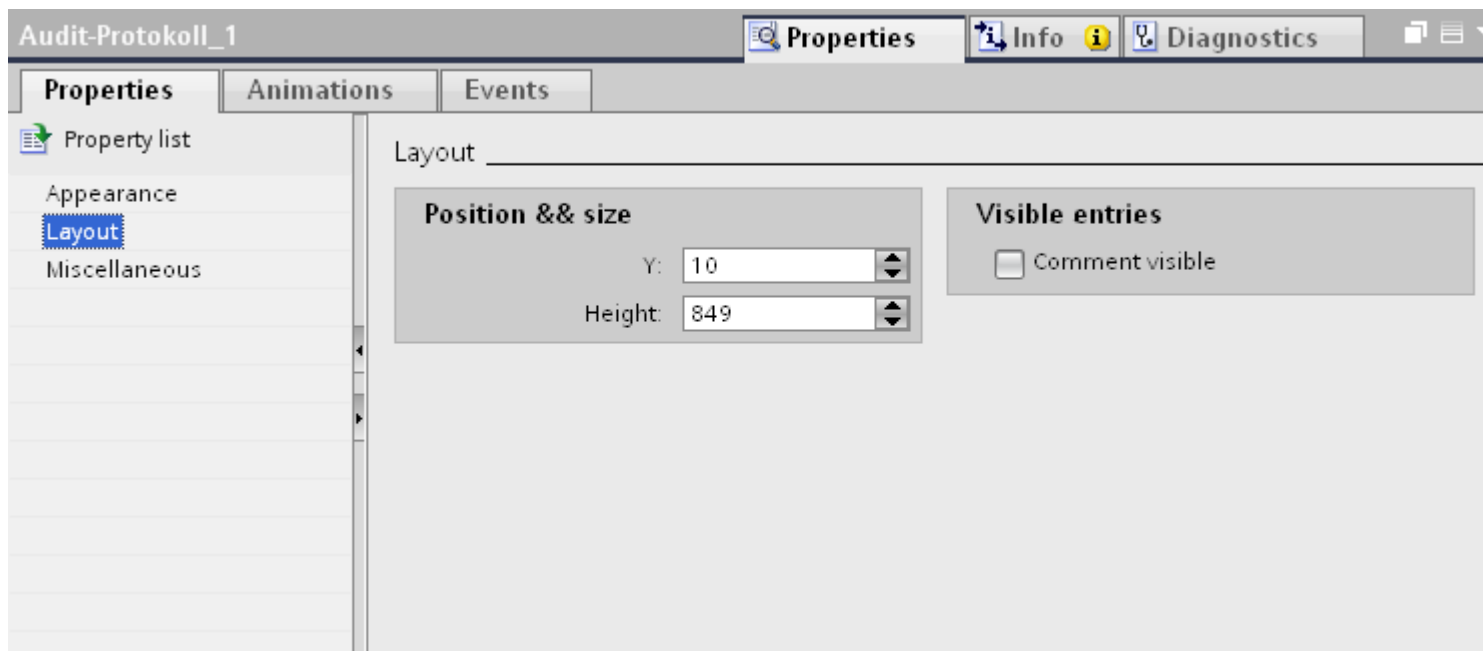 Audit-Protokoll_1 Properties Info Diagnostics
Properties Animations Events
Property list
Appearance
Layout
Miscellaneous
Layout
Position && size
Y: 10
Height: 849
Visible entries
Comment visible